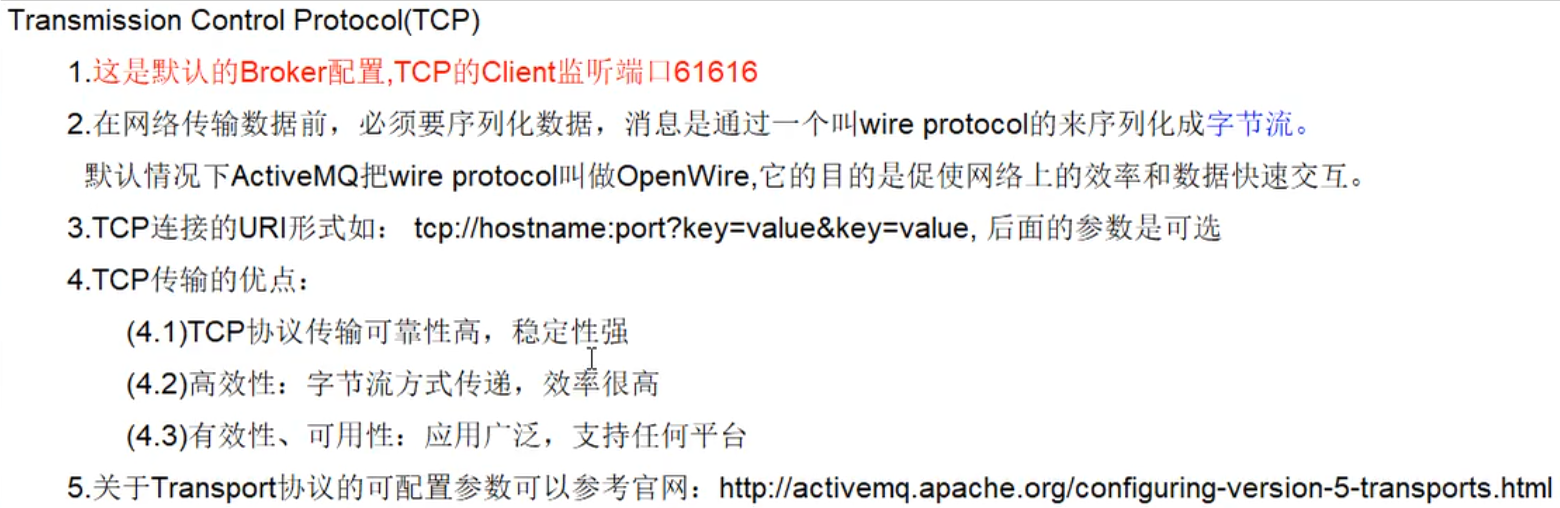 Transmission Control Protocol(TCP)
1.这是默认的Broker配置,TCP的Client监听端口61616
2.在网络传输数据前，必须要序列化数据，消息是通过一个叫wire protocol的来序列化成字节流。
默认情况下ActiveMQ把wire protocol叫做OpenWire,它的目的是促使网络上的效率和数据快速交互。
3.TCP连接的URI形式如： tcp://hostname:port?key=value&key=value, 后面的参数是可选
4.TCP传输的优点：
(4.1)TCP协议传输可靠性高，稳定性强
(4.2)高效性：字节流方式传递，效率很高
(4.3)有效性、可用性：应用广泛，支持任何平台
5.关于Transport协议的可配置参数可以参考官网：http://activemq.apache.org/configuring-version-5-transports.html